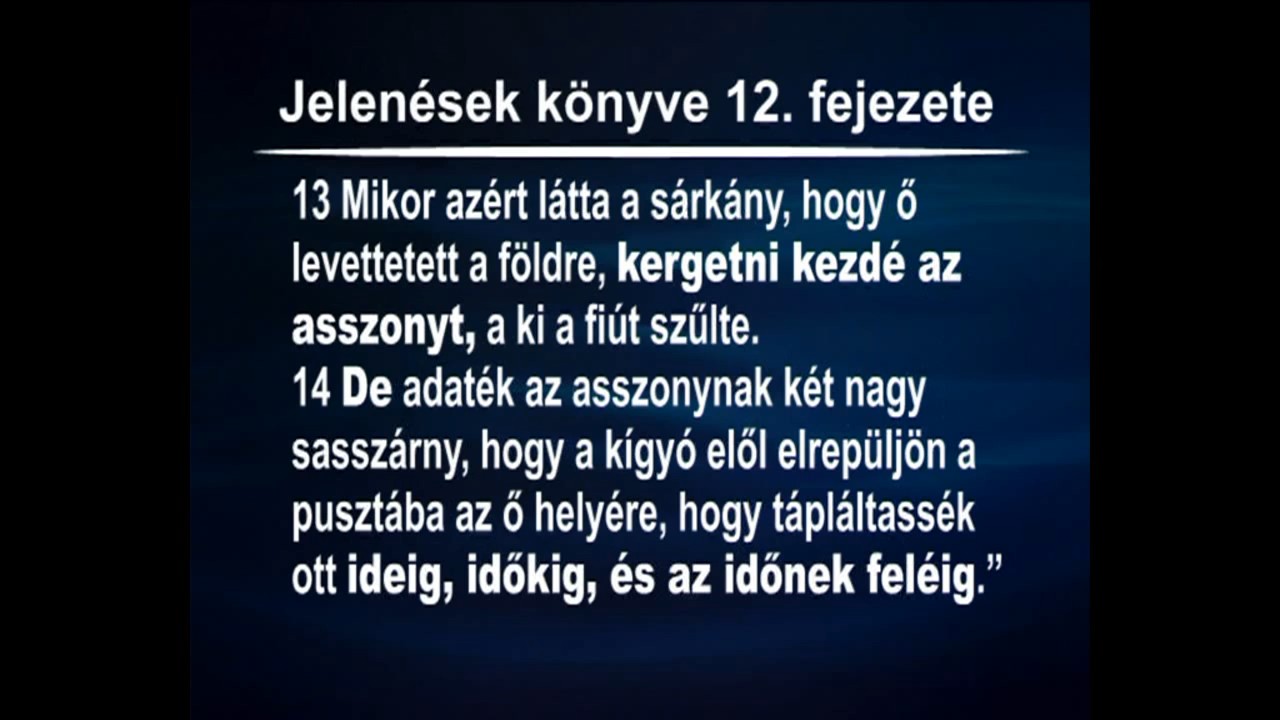 Jelenések könyve 12. fejezete
13 Mikor azért látta a sárkány, hogy ő
levettetett a földre, kergetni kezdé az
asszonyt, a ki a fiút szűlte.
14 De adaték az asszonynak két nagy
sasszárny, hogy a kígyó elől elrepüljön a
pusztába az ő helyére, hogy tápláltassék
ott ideig, időkig, és az időnek feléig.”